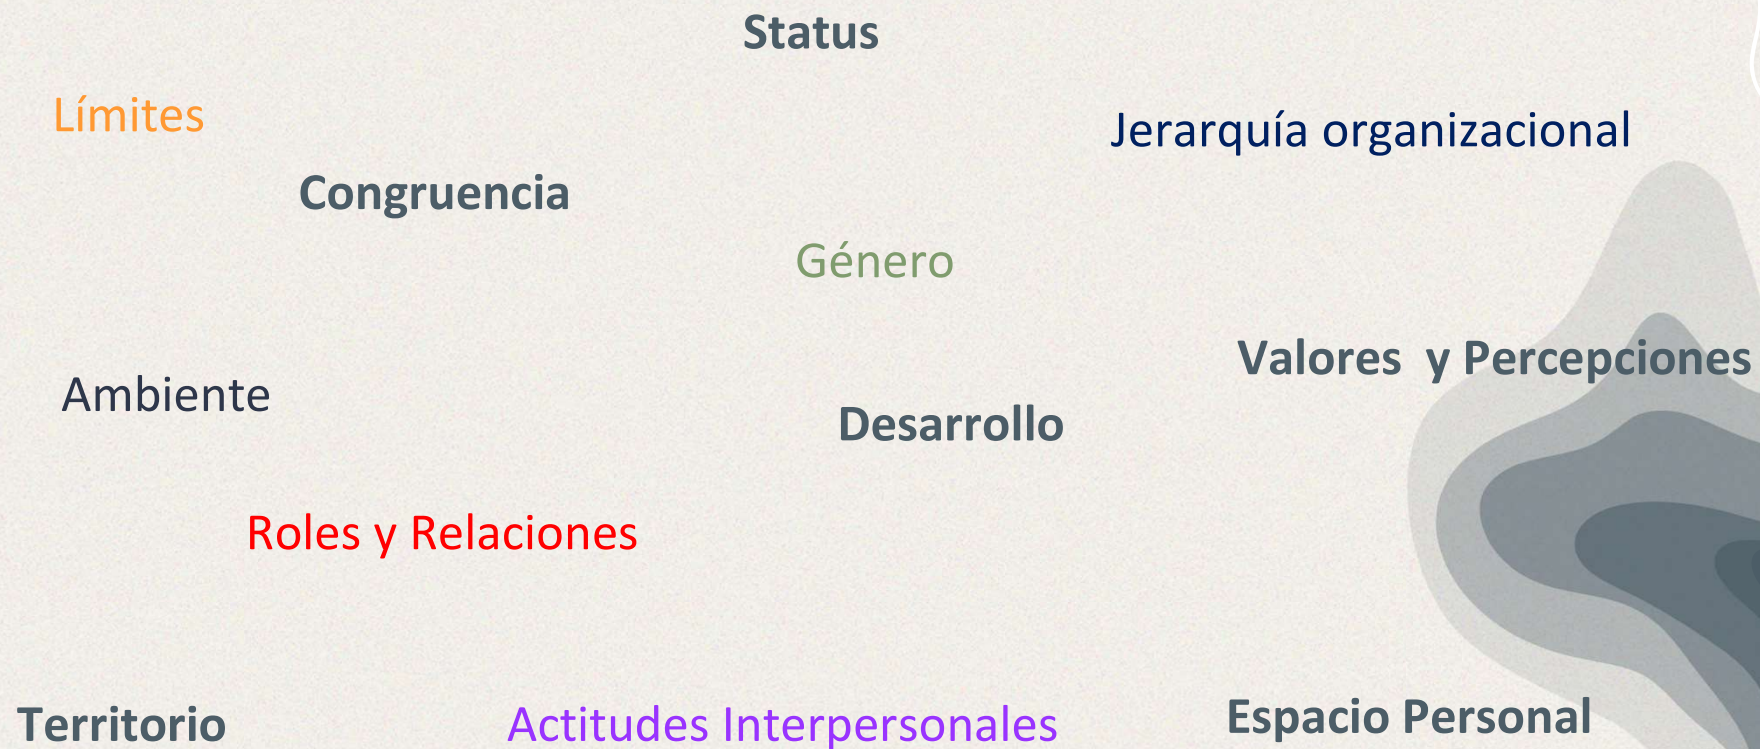 Status
Límites
Jerarquía organizacional
Congruencia
Género
Valores y Percepciones
Ambiente
Desarrollo
Roles y Relaciones
Territorio
Actitudes Interpersonales
Espacio Personal